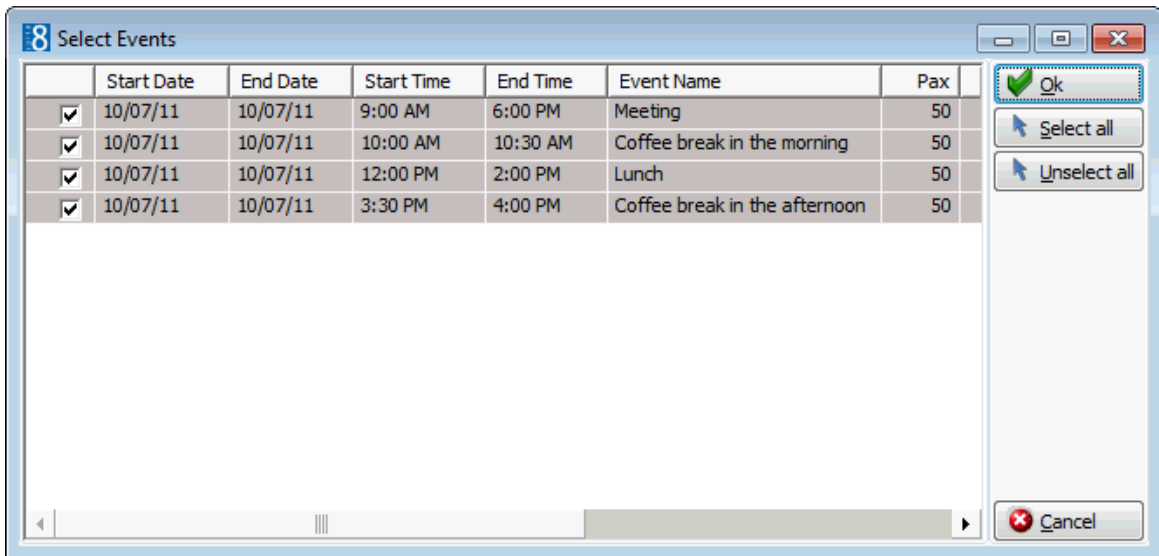 8 Select Events
Start Date End Date Start Time End Time Event Name Pax
10/07/11 10/07/11 9:00 AM 6:00 PM Meeting 50
10/07/11 10/07/11 10:00 AM 10:30 AM Coffee break in the morning 50
10/07/11 10/07/11 12:00 PM 2:00 PM Lunch 50
10/07/11 10/07/11 3:30 PM 4:00 PM Coffee break in the afternoon 50
Ok
Select all
Unselect all
Cancel